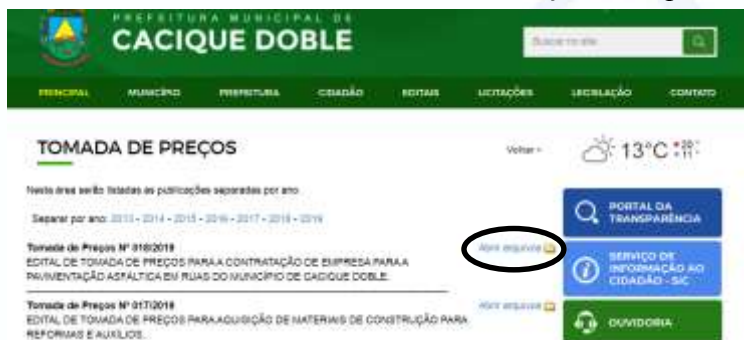 PREFEITURA MUNICIPAL DE
CACIQUE DOBLE
Buscar no site
PRINCIPAL MUNICÍPIO PREFEITURA CIDADÃO EDITAIS LICITAÇÕES LEGISLAÇÃO CONTATO
TOMADA DE PREÇOS
Voltar
13°C
Nesta área serão listadas as publicações separadas por ano.
Separar por ano: 2013 - 2014 - 2015 - 2016 - 2017 - 2018 - 2019
PORTAL DA
TRANSPARÊNCIA
Tomada de Preços Nº 018/2019
Abrir arquivos
EDITAL DE TOMADA DE PREÇOS PARA A CONTRATAÇÃO DE EMPRESA PARA A
PAVIMENTAÇÃO ASFÁLTICA EM RUAS DO MUNICÍPIO DE CACIQUE DOBLE.
SERVIÇO DE
INFORMAÇÃO AO
CIDADÃO - SIC
Tomada de Preços Nº 017/2019
Abrir arquivos
EDITAL DE TOMADA DE PREÇOS PARA AQUISIÇÃO DE MATERIAIS DE CONSTRUÇÃO PARA
REFORMAS E AUXÍLIOS.
OUVIDORIA